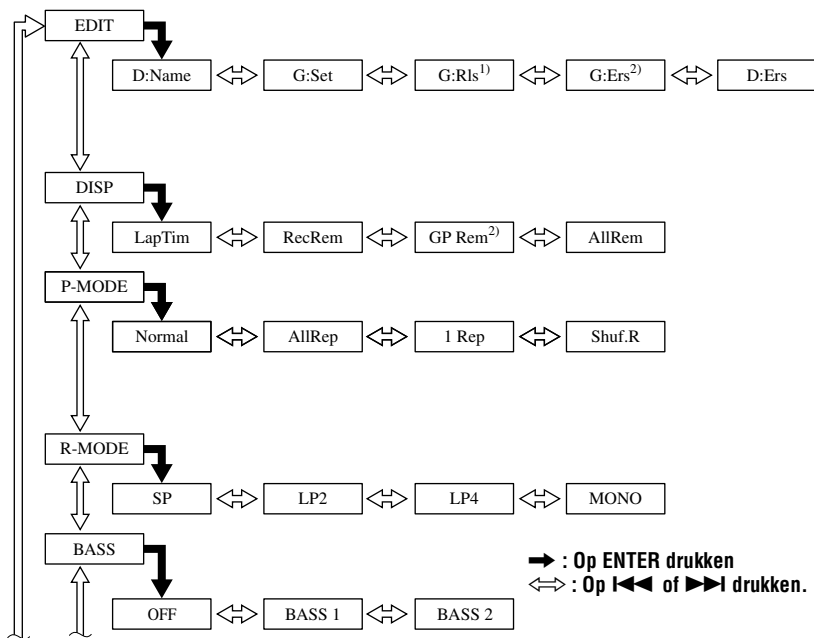 EDIT
D:Name G:Set G:Rls1) G:Ers2) D:Ers
DISP
LapTim RecRem GP Rem2) AllRem
P-MODE
Normal AllRep 1 Rep Shuf.R
R-MODE
SP LP2 LP4 MONO
BASS
: Op ENTER drukken
: Op |◀◀ of ▶▶| drukken.
OFF BASS 1 BASS 2